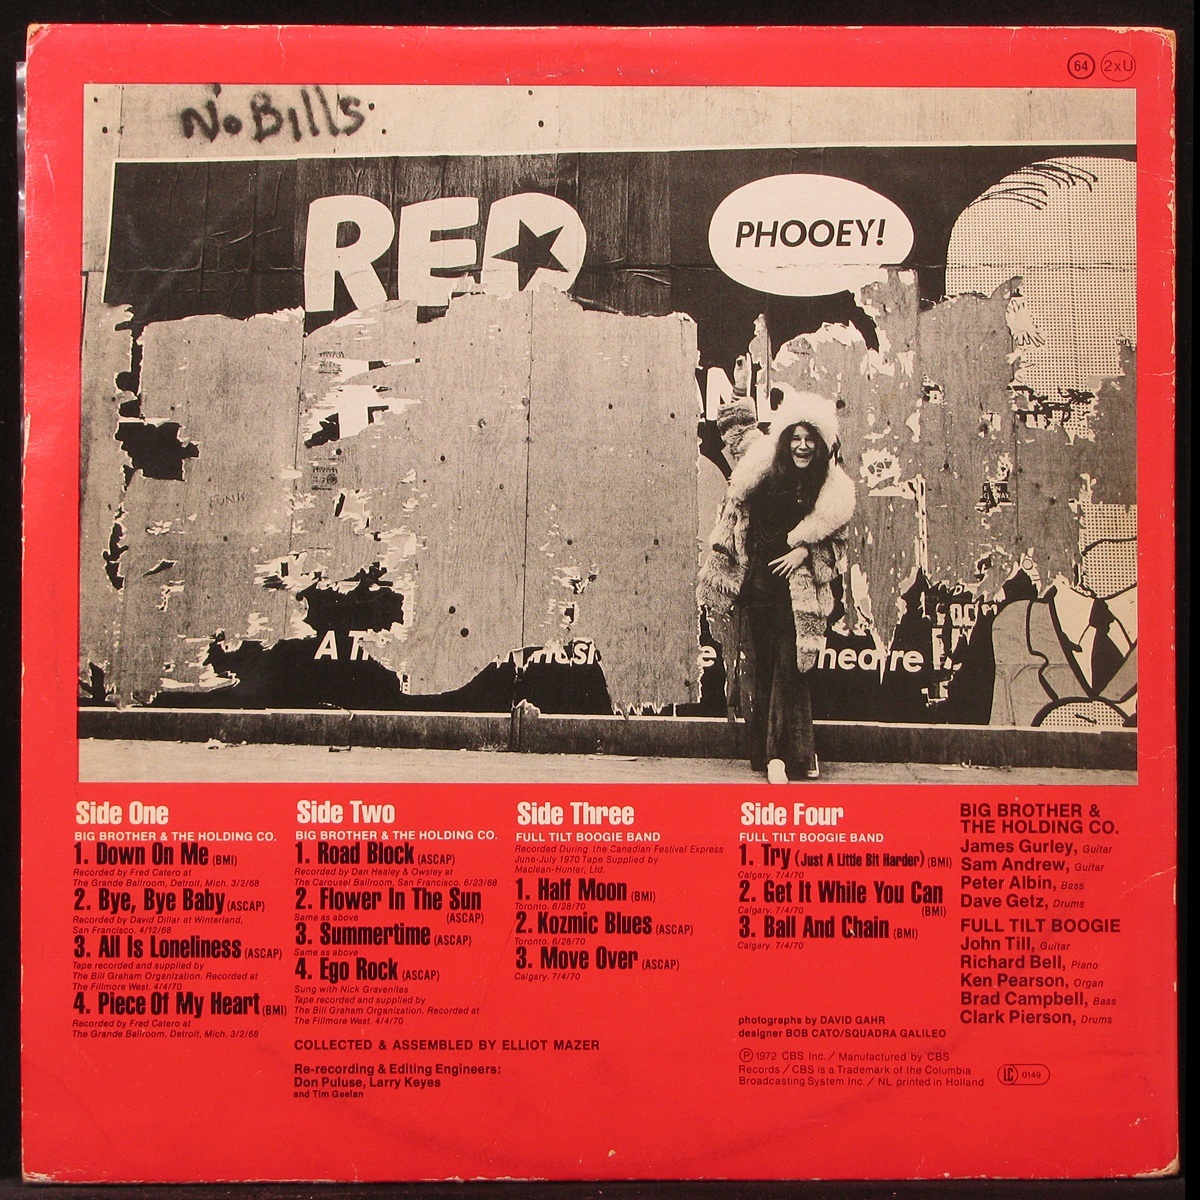 64 2xU
No Bills
RED
PHOOEY!
FUNK
Side One
BIG BROTHER & THE HOLDING CO.
1. Down On Me (BMI)
Recorded by Fred Catero at
The Grande Ballroom, Detroit, Mich. 3/2/68
2. Bye, Bye Baby (ASCAP)
Recorded by David Dillar at Winterland,
San Francisco. 4/12/68
3. All Is Loneliness (ASCAP)
Tape recorded and supplied by
The Bill Graham Organization. Recorded at
The Fillmore West. 4/4/70
4. Piece Of My Heart (BMI)
Recorded by Fred Catero at
The Grande Ballroom, Detroit, Mich. 3/2/68
Side Two
BIG BROTHER & THE HOLDING CO.
1. Road Block (ASCAP)
Recorded by Dan Healey & Owsley at
The Carousel Ballroom, San Francisco. 6/23/68
2. Flower In The Sun
Same as above (ASCAP)
3. Summertime (ASCAP)
Same as above
4. Ego Rock (ASCAP)
Sung with Nick Gravenites
Tape recorded and supplied by
The Bill Graham Organization. Recorded at
The Fillmore West. 4/4/70
Side Three
FULL TILT BOOGIE BAND
Recorded During the Canadian Festival Express
June-July 1970 Tape Supplied by
Maclean-Hunter, Ltd.
1. Half Moon (BMI)
Toronto. 6/28/70
2. Kozmic Blues (ASCAP)
Toronto. 6/28/70
3. Move Over (ASCAP)
Calgary. 7/4/70
Side Four
FULL TILT BOOGIE BAND
1. Try (Just A Little Bit Harder) (BMI)
Calgary. 7/4/70
2. Get It While You Can
Calgary. 7/4/70 (BMI)
3. Ball And Chain (BMI)
Calgary. 7/4/70
BIG BROTHER &
THE HOLDING CO.
James Gurley, Guitar
Sam Andrew, Guitar
Peter Albin, Bass
Dave Getz, Drums
FULL TILT BOOGIE
John Till, Guitar
Richard Bell, Piano
Ken Pearson, Organ
Brad Campbell, Bass
Clark Pierson, Drums
COLLECTED & ASSEMBLED BY ELLIOT MAZER
Re-recording & Editing Engineers:
Don Puluse, Larry Keyes
and Tim Geelan
photographs by DAVID GAHR
designer BOB CATO/SQUADRA GALILEO
Ⓟ 1972 CBS Inc. / Manufactured by CBS
Records / CBS is a Trademark of the Columbia
Broadcasting System Inc. / NL printed in Holland
LC 0149